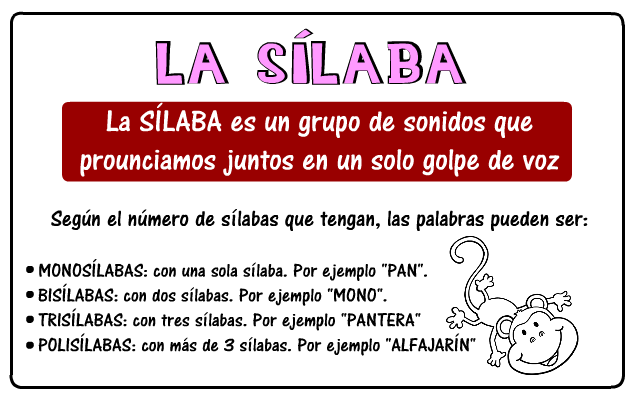 LA SÍLABA
La SÍLABA es un grupo de sonidos que
prounciamos juntos en un solo golpe de voz
Según el número de sílabas que tengan, las palabras pueden ser:
• MONOSÍLABAS: con una sola sílaba. Por ejemplo "PAN".
• BISÍLABAS: con dos sílabas. Por ejemplo "MONO".
• TRISÍLABAS: con tres sílabas. Por ejemplo "PANTERA"
• POLISÍLABAS: con más de 3 sílabas. Por ejemplo "ALFAJARÍN"